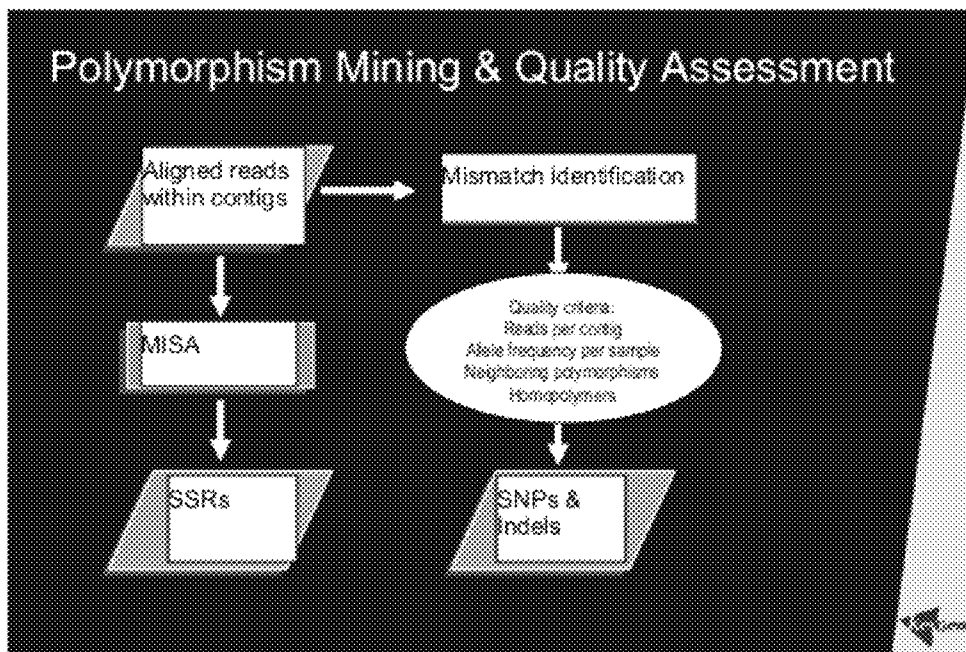 Polymorphism Mining & Quality Assessment
Aligned reads
within contigs
Mismatch identification
MISA
Quality criteria:
Reads per contig
Allele frequency per sample
Neighboring polymorphisms
Homopolymers
SSRs
SNPs &
Indels